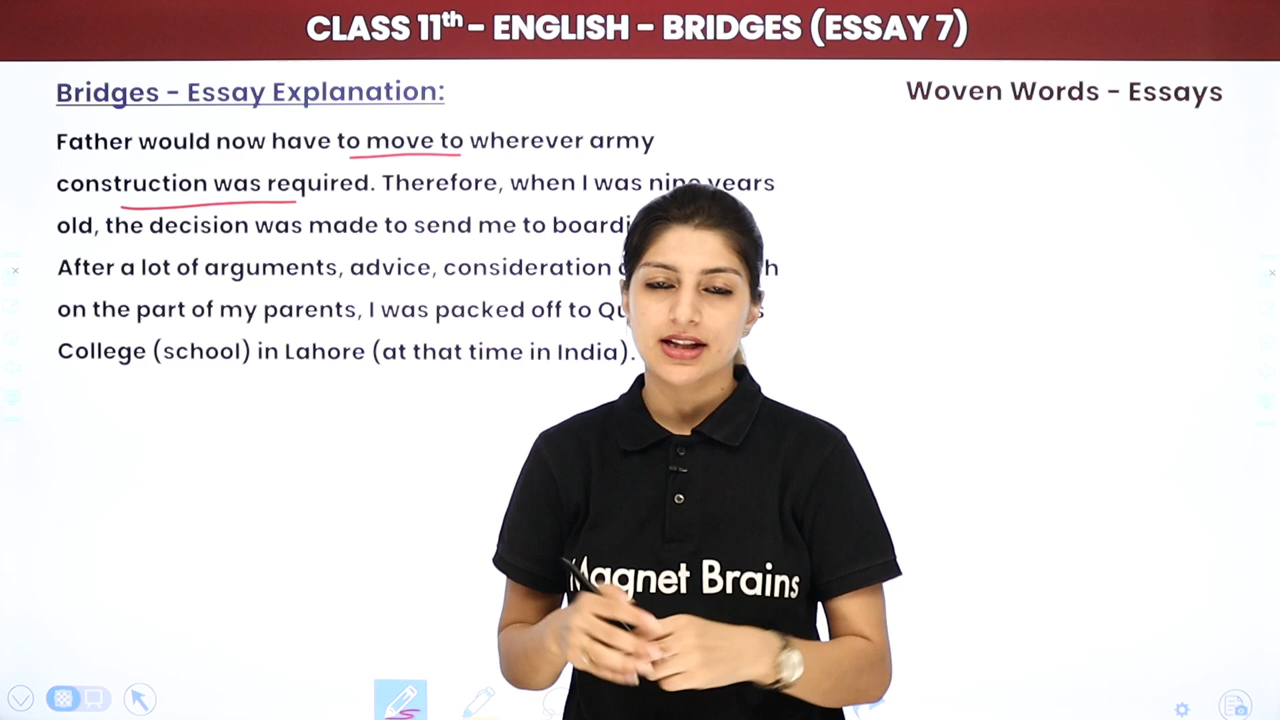 CLASS 11th - ENGLISH - BRIDGES (ESSAY 7)
Bridges - Essay Explanation:
Woven Words - Essays
Father would now have to move to wherever army
construction was required. Therefore, when I was nine years
old, the decision was made to send me to
After a lot of arguments, advice, consideration
on the part of my parents, I was packed off to
College (school) in Lahore (at that time in India).
Magnet Brains